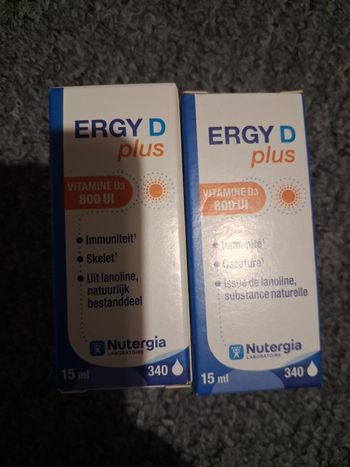 ERGY D
plus
VITAMINE D3
800 UI
Immuniteit¹
Skelet¹
Uit lanoline,
natuurlijk
bestanddeel
Nutergia
LABORATOIRE
15 ml
340
ERGY D
plus
VITAMINE D3
800 UI
Immunité¹
Ossature¹
Issue de lanoline,
substance naturelle
Nutergia
LABORATOIRE
15 ml
340